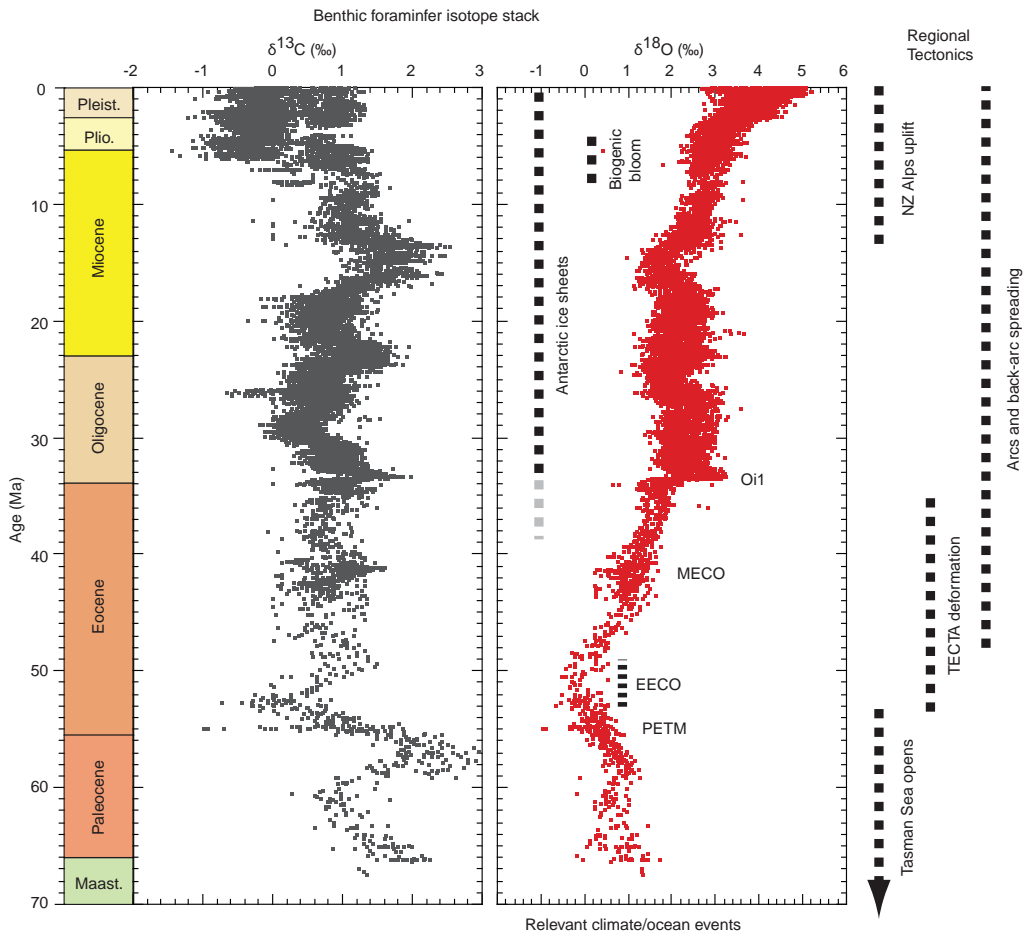 Benthic foraminfer isotope stack
δ13C (‰)
δ18O (‰)
Regional
Tectonics
-2 -1 0 1 2 3
-1 0 1 2 3 4 5 6
Age (Ma)
0
10
20
30
40
50
60
70
Pleist.
Plio.
Miocene
Oligocene
Eocene
Paleocene
Maast.
Antarctic ice sheets
Biogenic
bloom
Oi1
MECO
EECO
PETM
NZ Alps uplift
Arcs and back-arc spreading
TECTA deformation
Tasman Sea opens
Relevant climate/ocean events